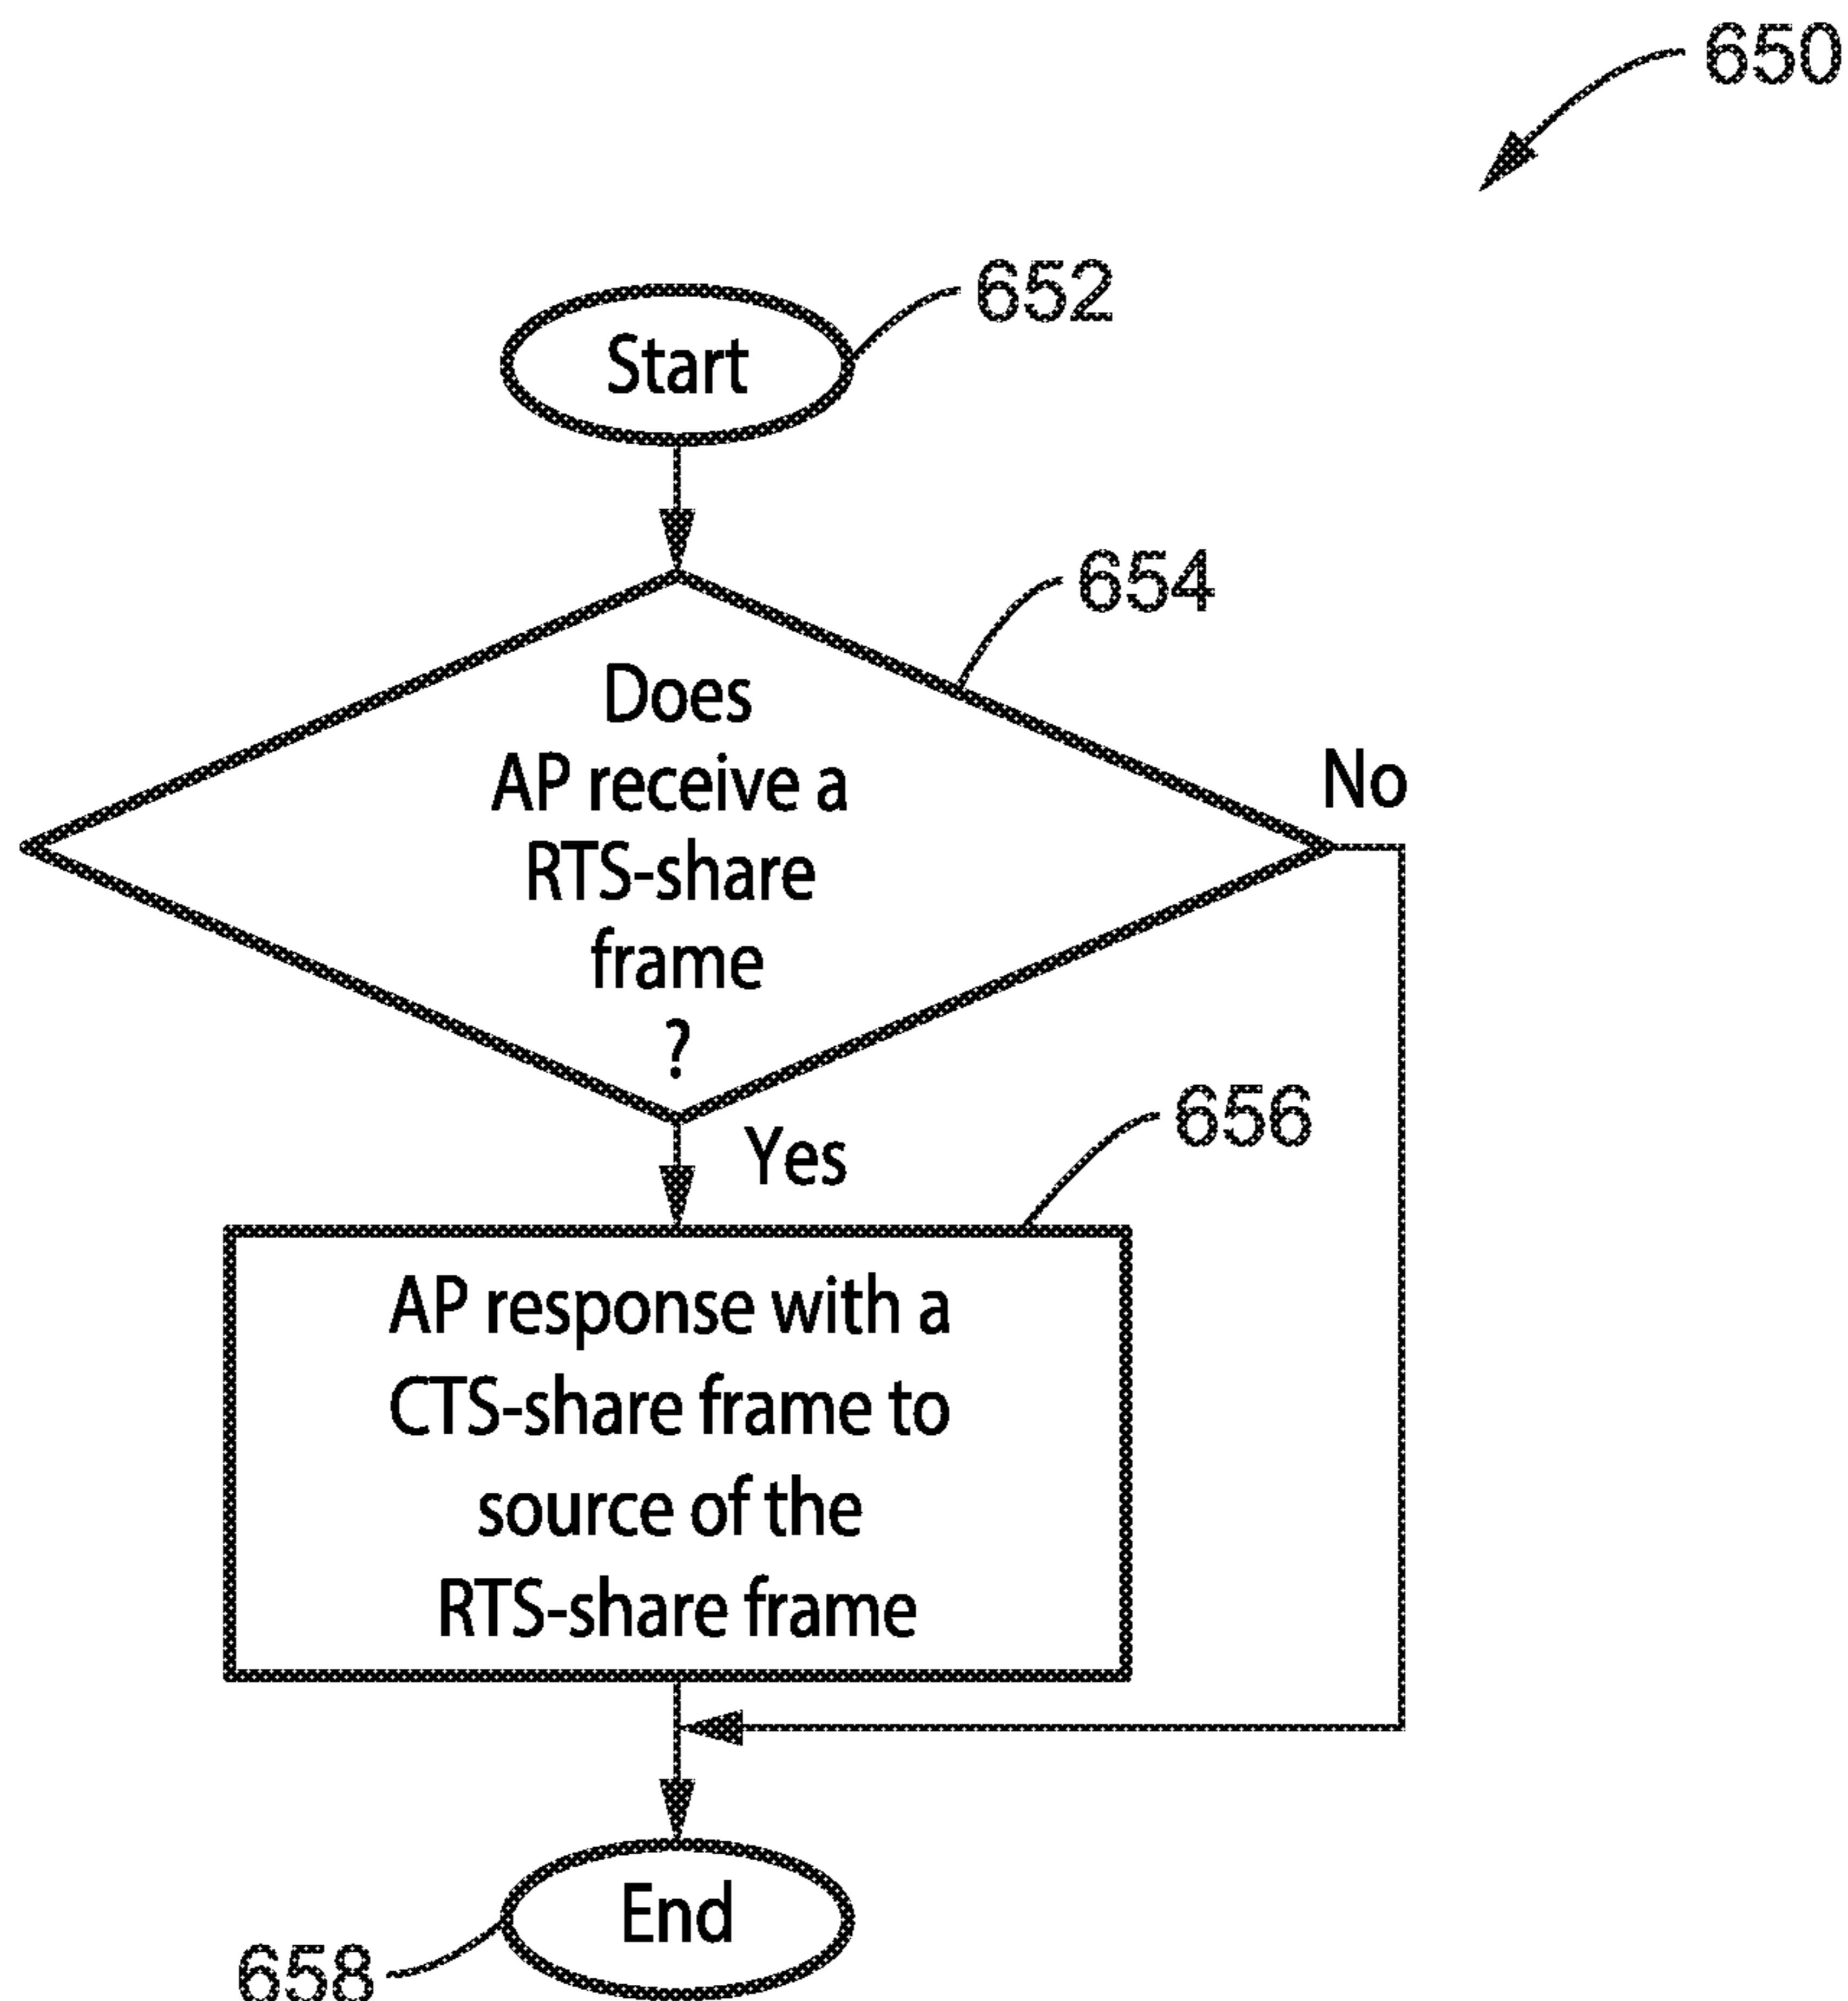 650
652
Start
654
Does
AP receive a
RTS-share
frame
?
No
Yes
656
AP response with a
CTS-share frame to
source of the
RTS-share frame
End
658